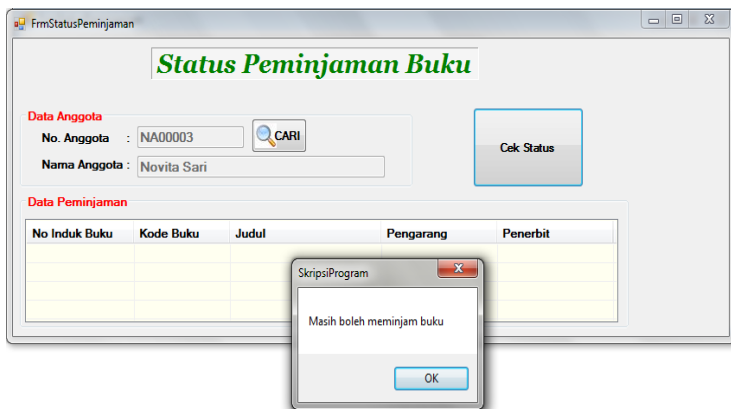 FrmStatusPeminjaman
Status Peminjaman Buku
Data Anggota
No. Anggota : NA00003 CARI
Cek Status
Nama Anggota : Novita Sari
Data Peminjaman
No Induk Buku Kode Buku Judul Pengarang Penerbit
SkripsiProgram
Masih boleh meminjam buku
OK